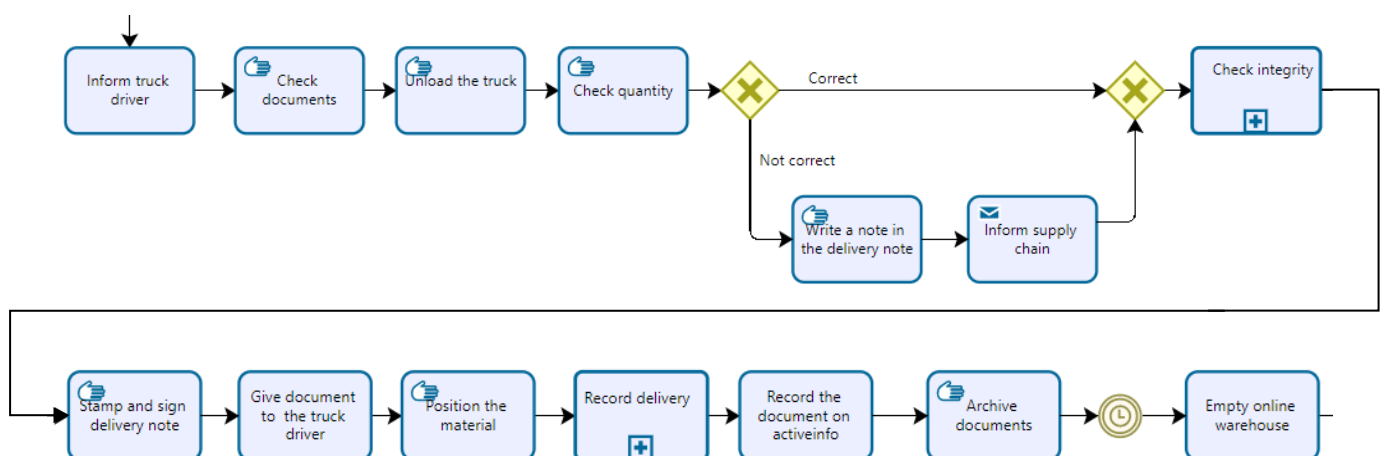 Inform truck
driver
Check
documents
Unload the truck
Check quantity
Correct
Check integrity
Not correct
Write a note in
the delivery note
Inform supply
chain
Stamp and sign
delivery note
Give document
to the truck
driver
Position the
material
Record delivery
Record the
document on
activeinfo
Archive
documents
Empty online
warehouse